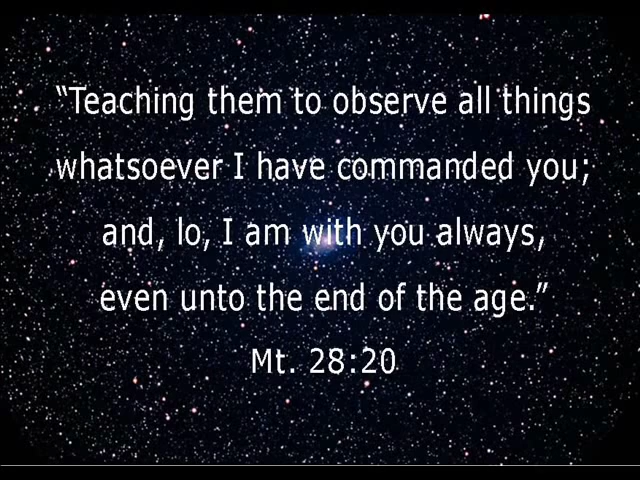 “Teaching them to observe all things
whatsoever I have commanded you;
and, lo, I am with you always,
even unto the end of the age.”
Mt. 28:20